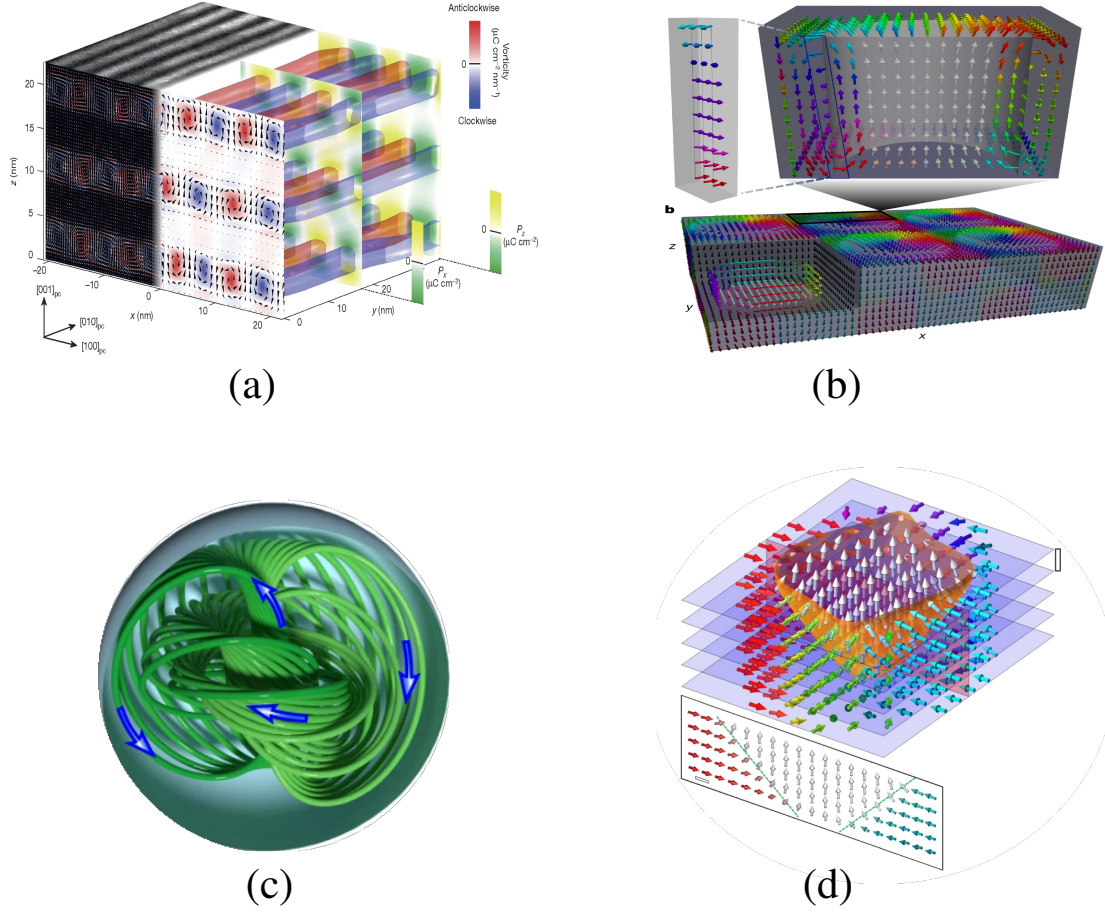 Anticlockwise
Vorticity
(μC cm⁻² nm⁻¹)
0
Clockwise
z (nm)
20
15
10
5
0
−20
−10
0
10
20
x (nm)
0
10
20
y (nm)
0
P_z
(μC cm⁻²)
0
P_x
(μC cm⁻²)
[001]pc
[010]pc
[100]pc
(a)
b
z
y
x
(b)
(c)
(d)